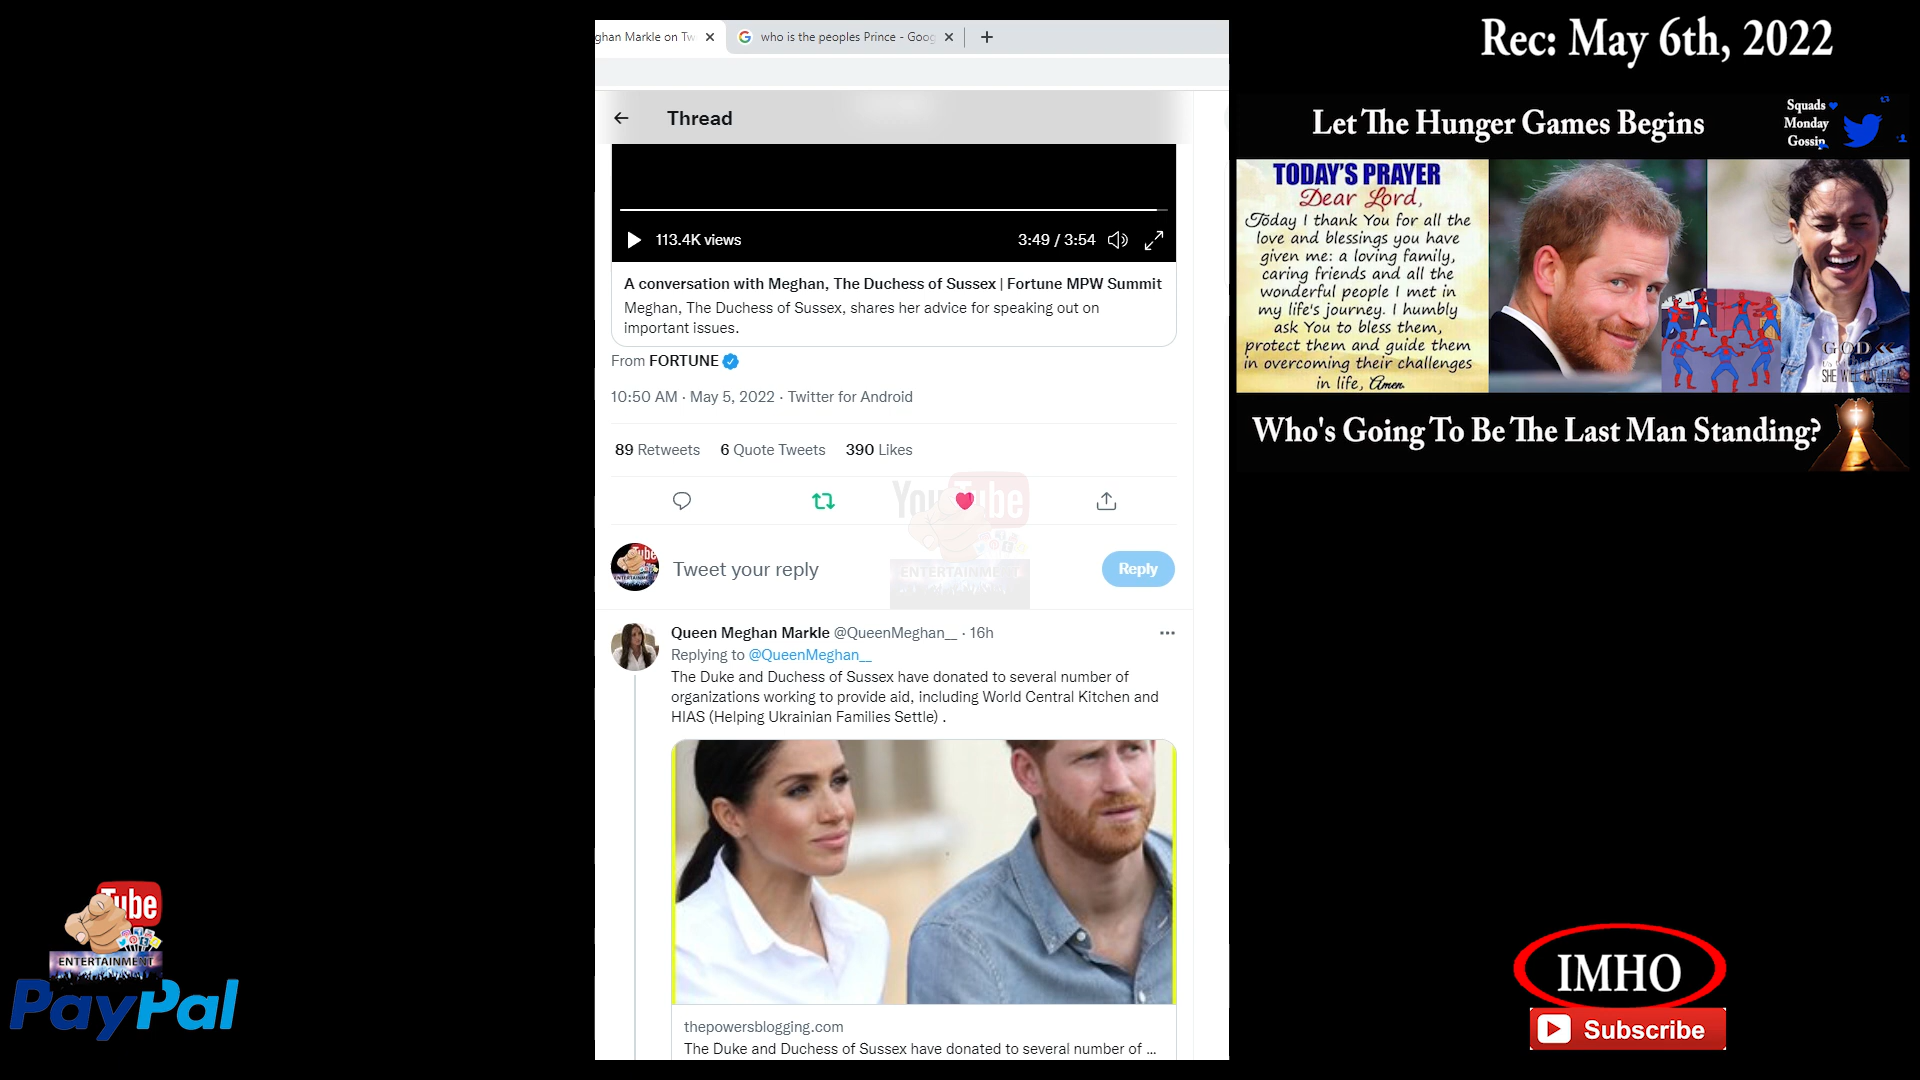 ghan Markle on Tw
who is the peoples Prince - Goog
Thread
113.4K views
3:49 / 3:54
A conversation with Meghan, The Duchess of Sussex | Fortune MPW Summit
Meghan, The Duchess of Sussex, shares her advice for speaking out on
important issues.
From FORTUNE
10:50 AM · May 5, 2022 · Twitter for Android
89 Retweets 6 Quote Tweets 390 Likes
YouTube
ENTERTAINMENT
Tweet your reply
Reply
Queen Meghan Markle @QueenMeghan__ · 16h
Replying to @QueenMeghan__
The Duke and Duchess of Sussex have donated to several number of
organizations working to provide aid, including World Central Kitchen and
HIAS (Helping Ukrainian Families Settle) .
thepowersblogging.com
The Duke and Duchess of Sussex have donated to several number of ...
Rec: May 6th, 2022
Let The Hunger Games Begins
Squads
Monday
Gossip
TODAY'S PRAYER
Dear Lord,
Today I thank You for all the
love and blessings you have
given me: a loving family,
caring friends and all the
wonderful people I met in
my life's journey. I humbly
ask You to bless them,
protect them and guide them
in overcoming their challenges
in life, Amen.
GOD
SHE WILL
Who's Going To Be The Last Man Standing?
Tube
ENTERTAINMENT
PayPal
IMHO
Subscribe